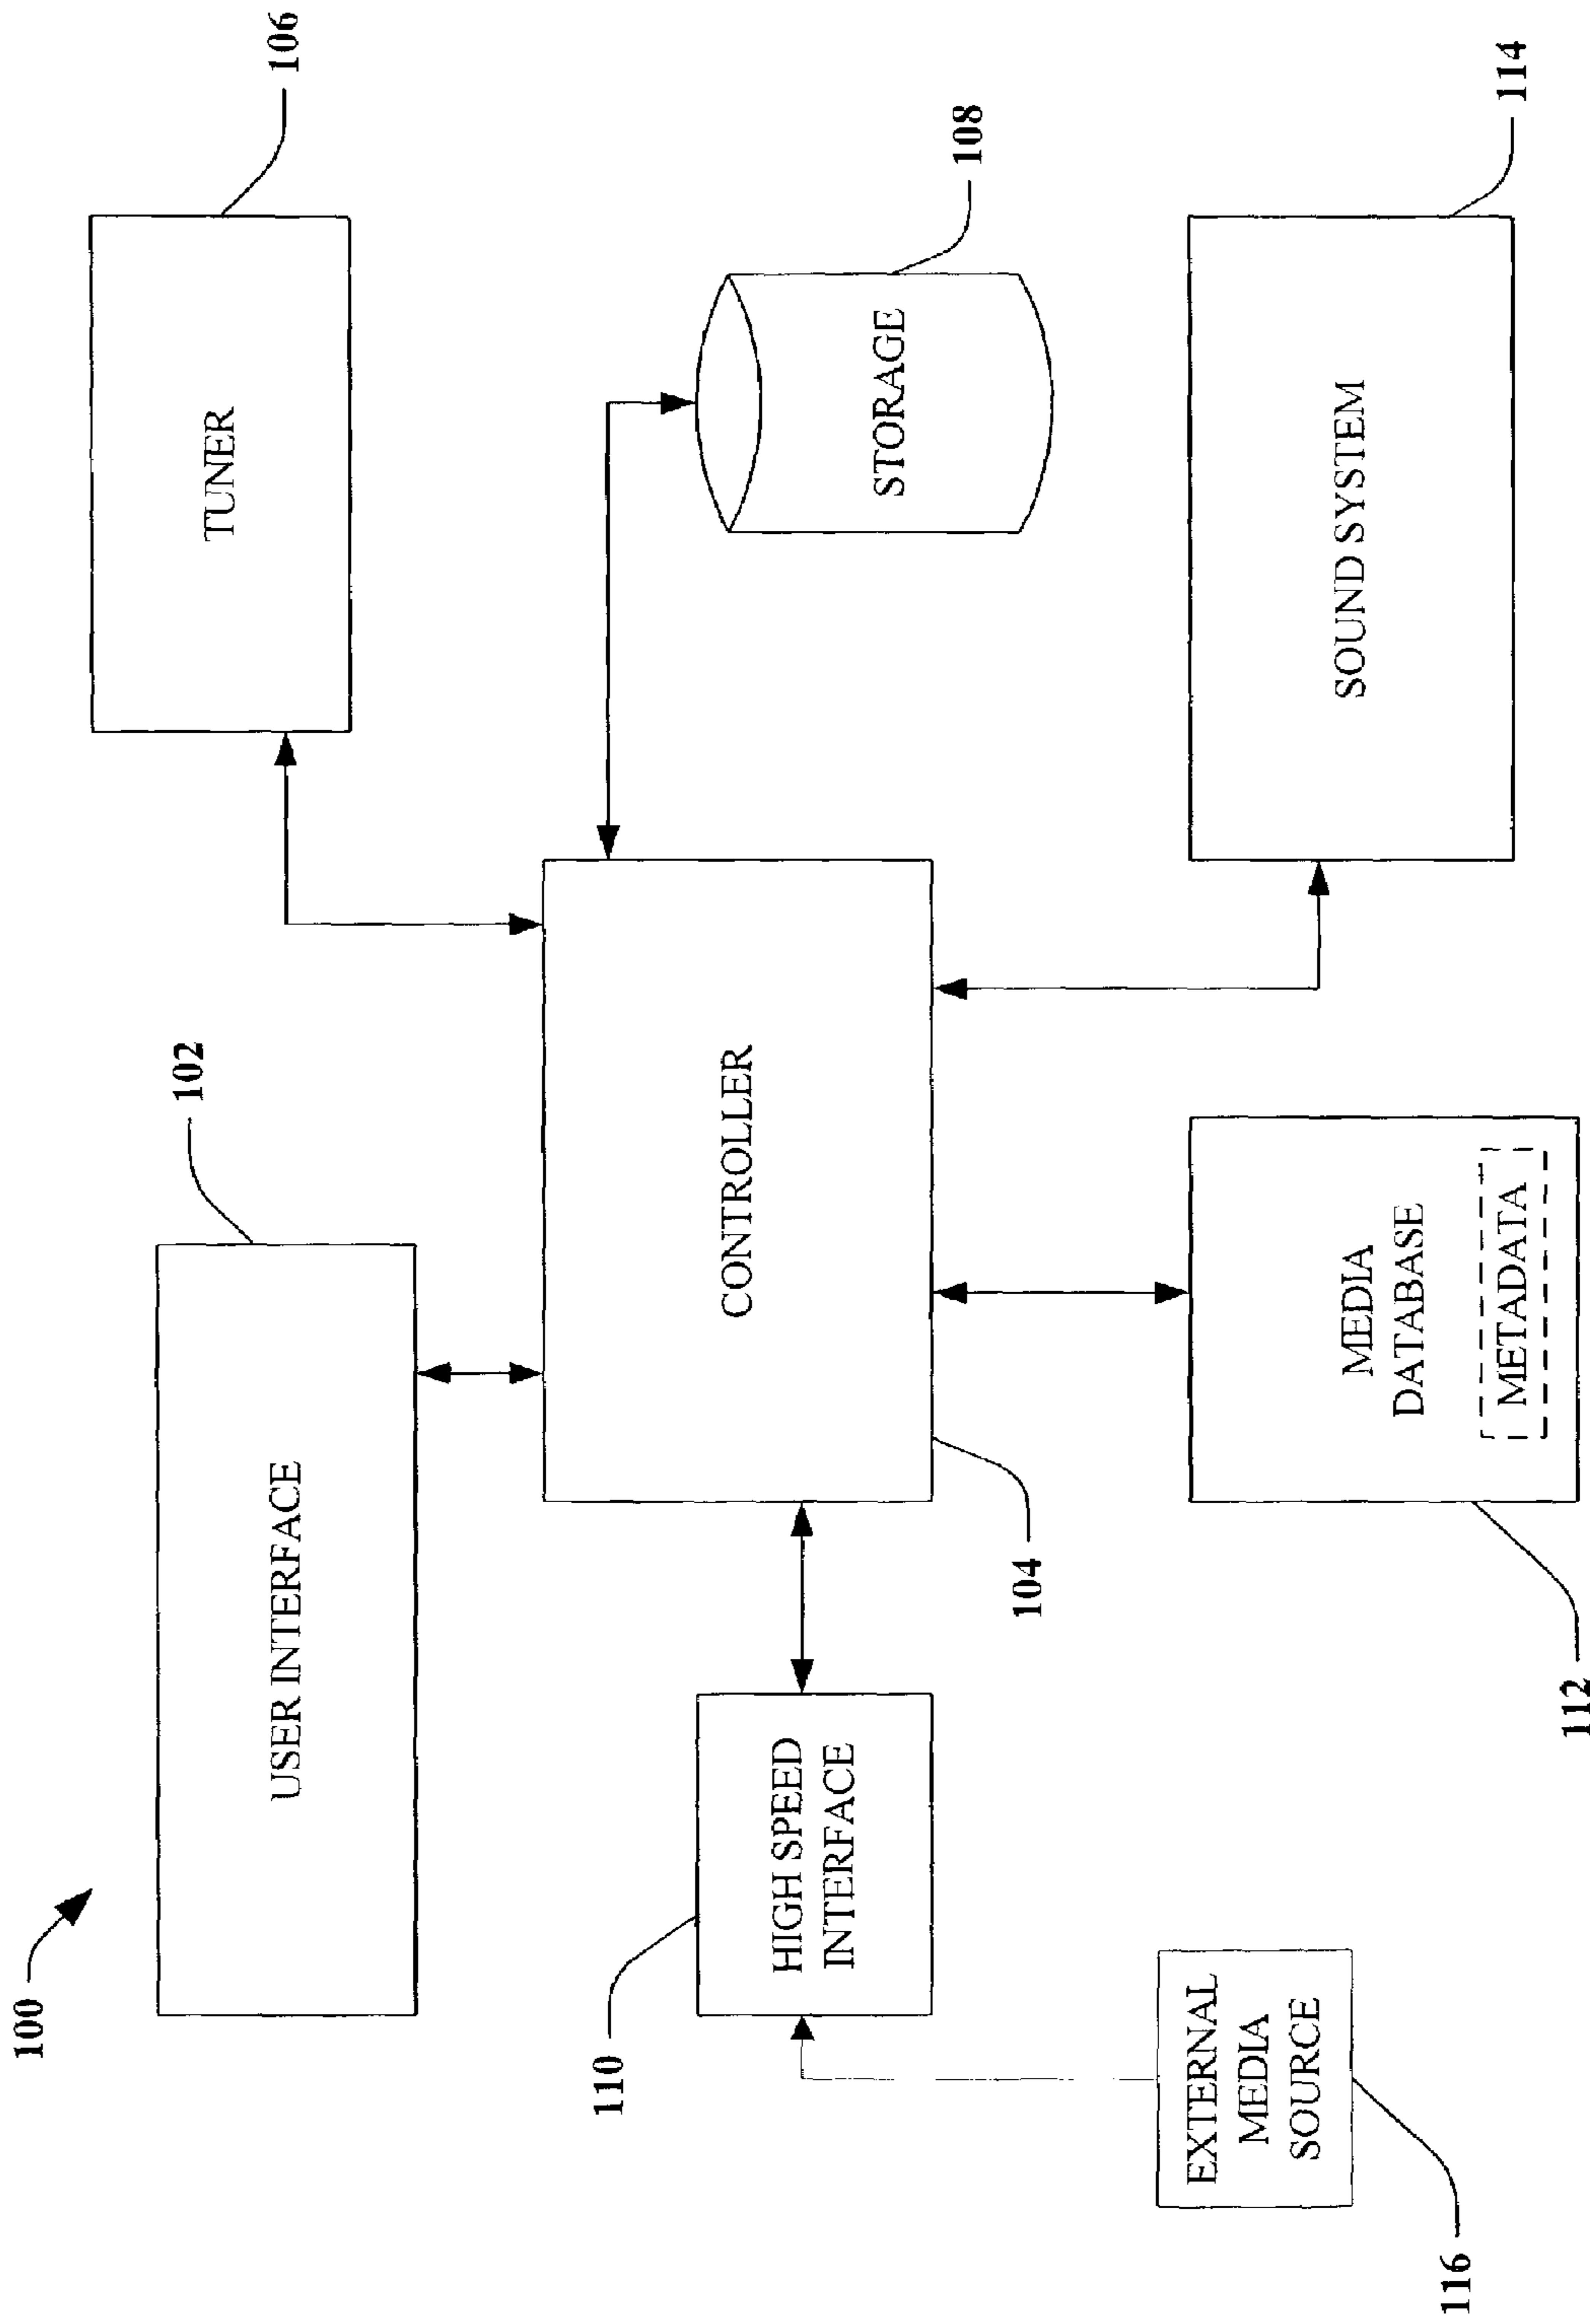 100
102
106
USER INTERFACE
TUNER
110
HIGH SPEED
INTERFACE
CONTROLLER
104
STORAGE
108
EXTERNAL
MEDIA
SOURCE
116
MEDIA
DATABASE
METADATA
112
SOUND SYSTEM
114